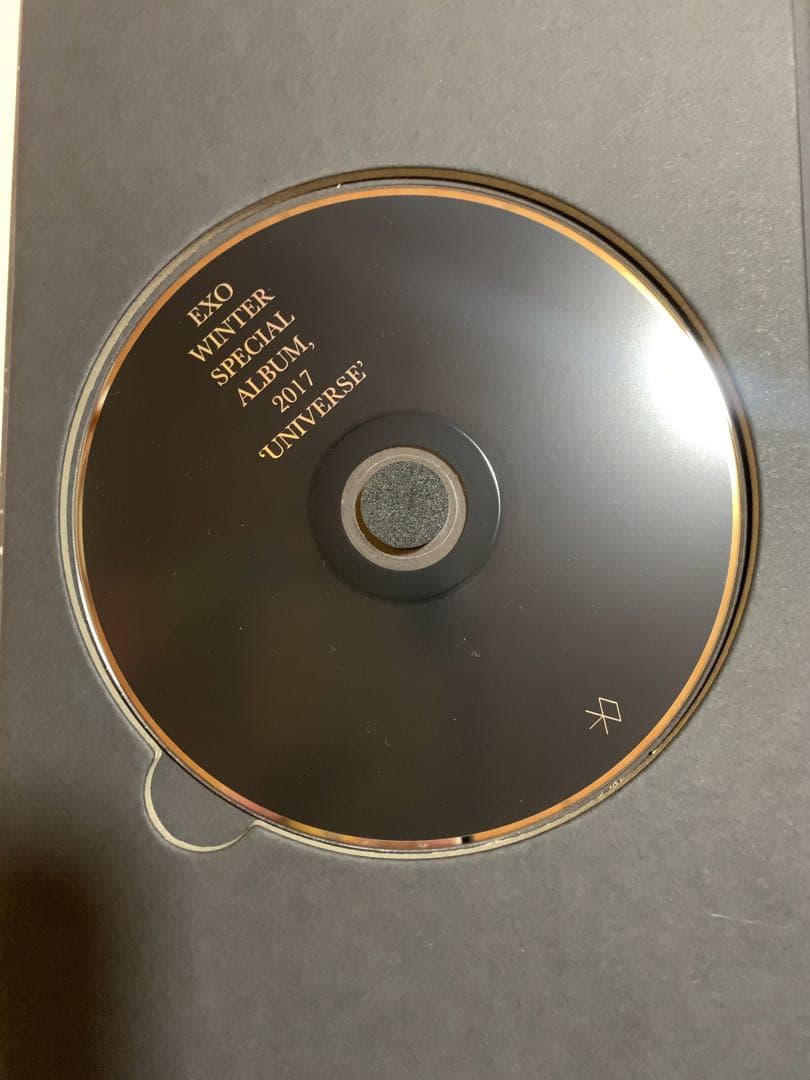 EXO
WINTER
SPECIAL
ALBUM,
2017
‘UNIVERSE’